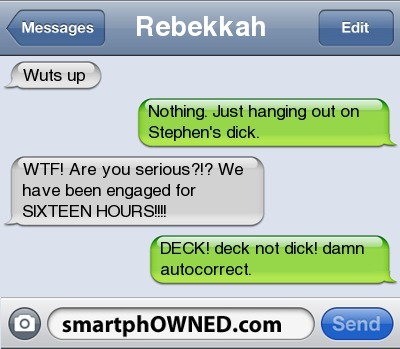 Messages
Rebekkah
Edit
Wuts up
Nothing. Just hanging out on
Stephen's dick.
WTF! Are you serious?!? We
have been engaged for
SIXTEEN HOURS!!!!
DECK! deck not dick! damn
autocorrect.
smartphOWNED.com
Send